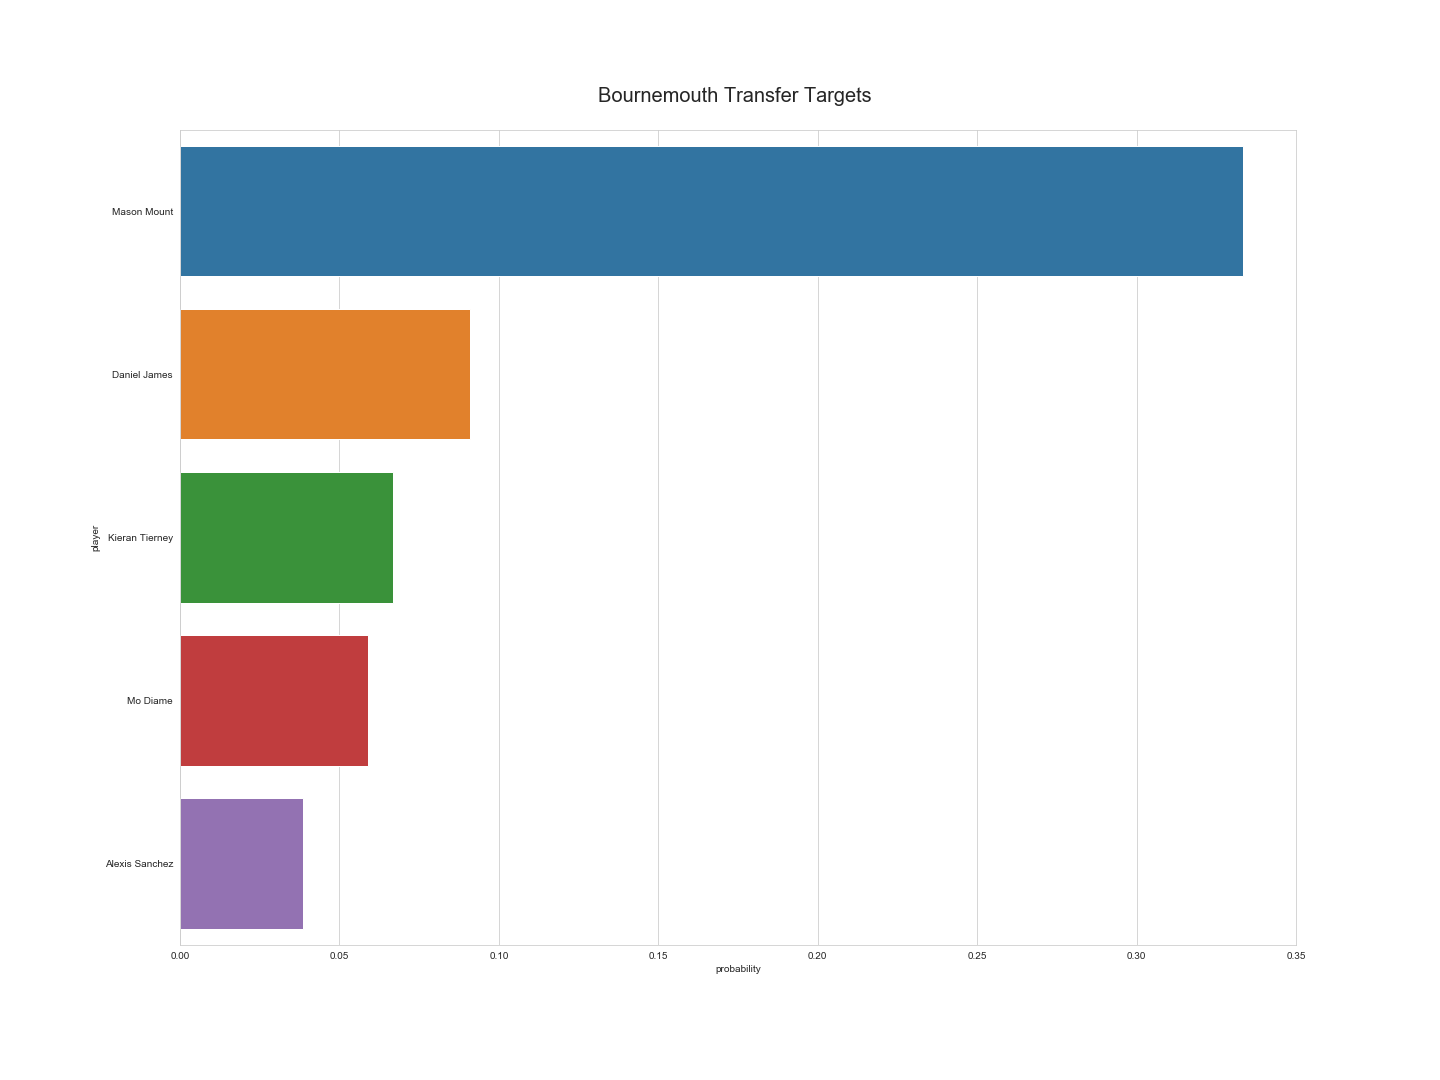 Bournemouth Transfer Targets
Mason Mount
Daniel James
Kieran Tierney
Mo Diame
Alexis Sanchez
player
0.00 0.05 0.10 0.15 0.20 0.25 0.30 0.35
probability